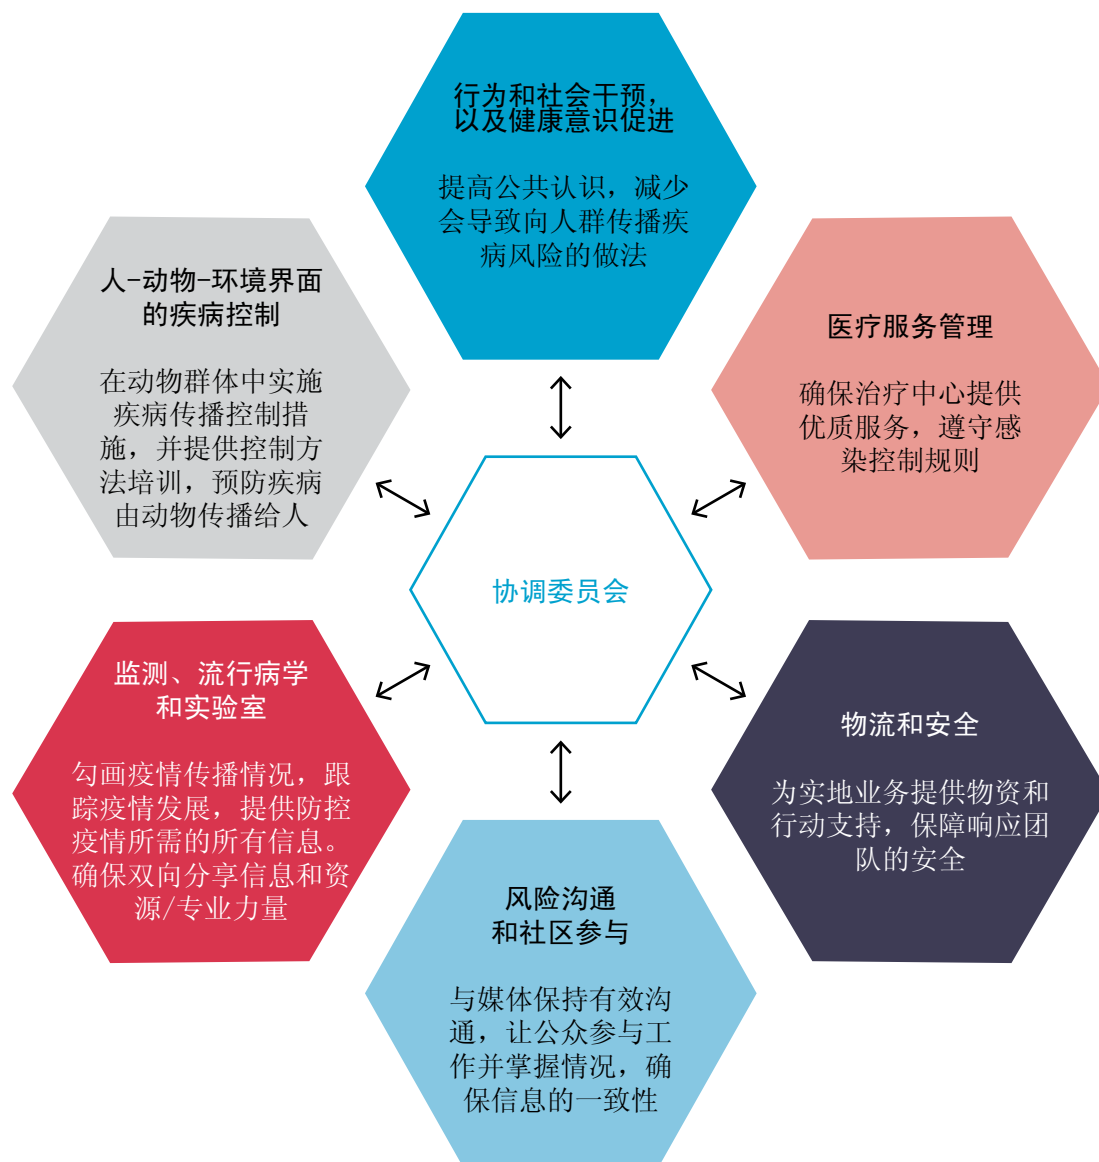 行为和社会干预，
以及健康意识促进
提高公共认识，减少
会导致向人群传播疾
病风险的做法
人-动物-环境界面
的疾病控制
在动物群体中实施
疾病传播控制措
施，并提供控制方
法培训，预防疾病
由动物传播给人
医疗服务管理
确保治疗中心提供
优质服务，遵守感
染控制规则
协调委员会
监测、流行病学
和实验室
勾画疫情传播情况，跟
踪疫情发展，提供防控
疫情所需的所有信息。
确保双向分享信息和资
源/专业力量
物流和安全
为实地业务提供物资和
行动支持，保障响应团
队的安全
风险沟通
和社区参与
与媒体保持有效沟
通，让公众参与工
作并掌握情况，确
保信息的一致性